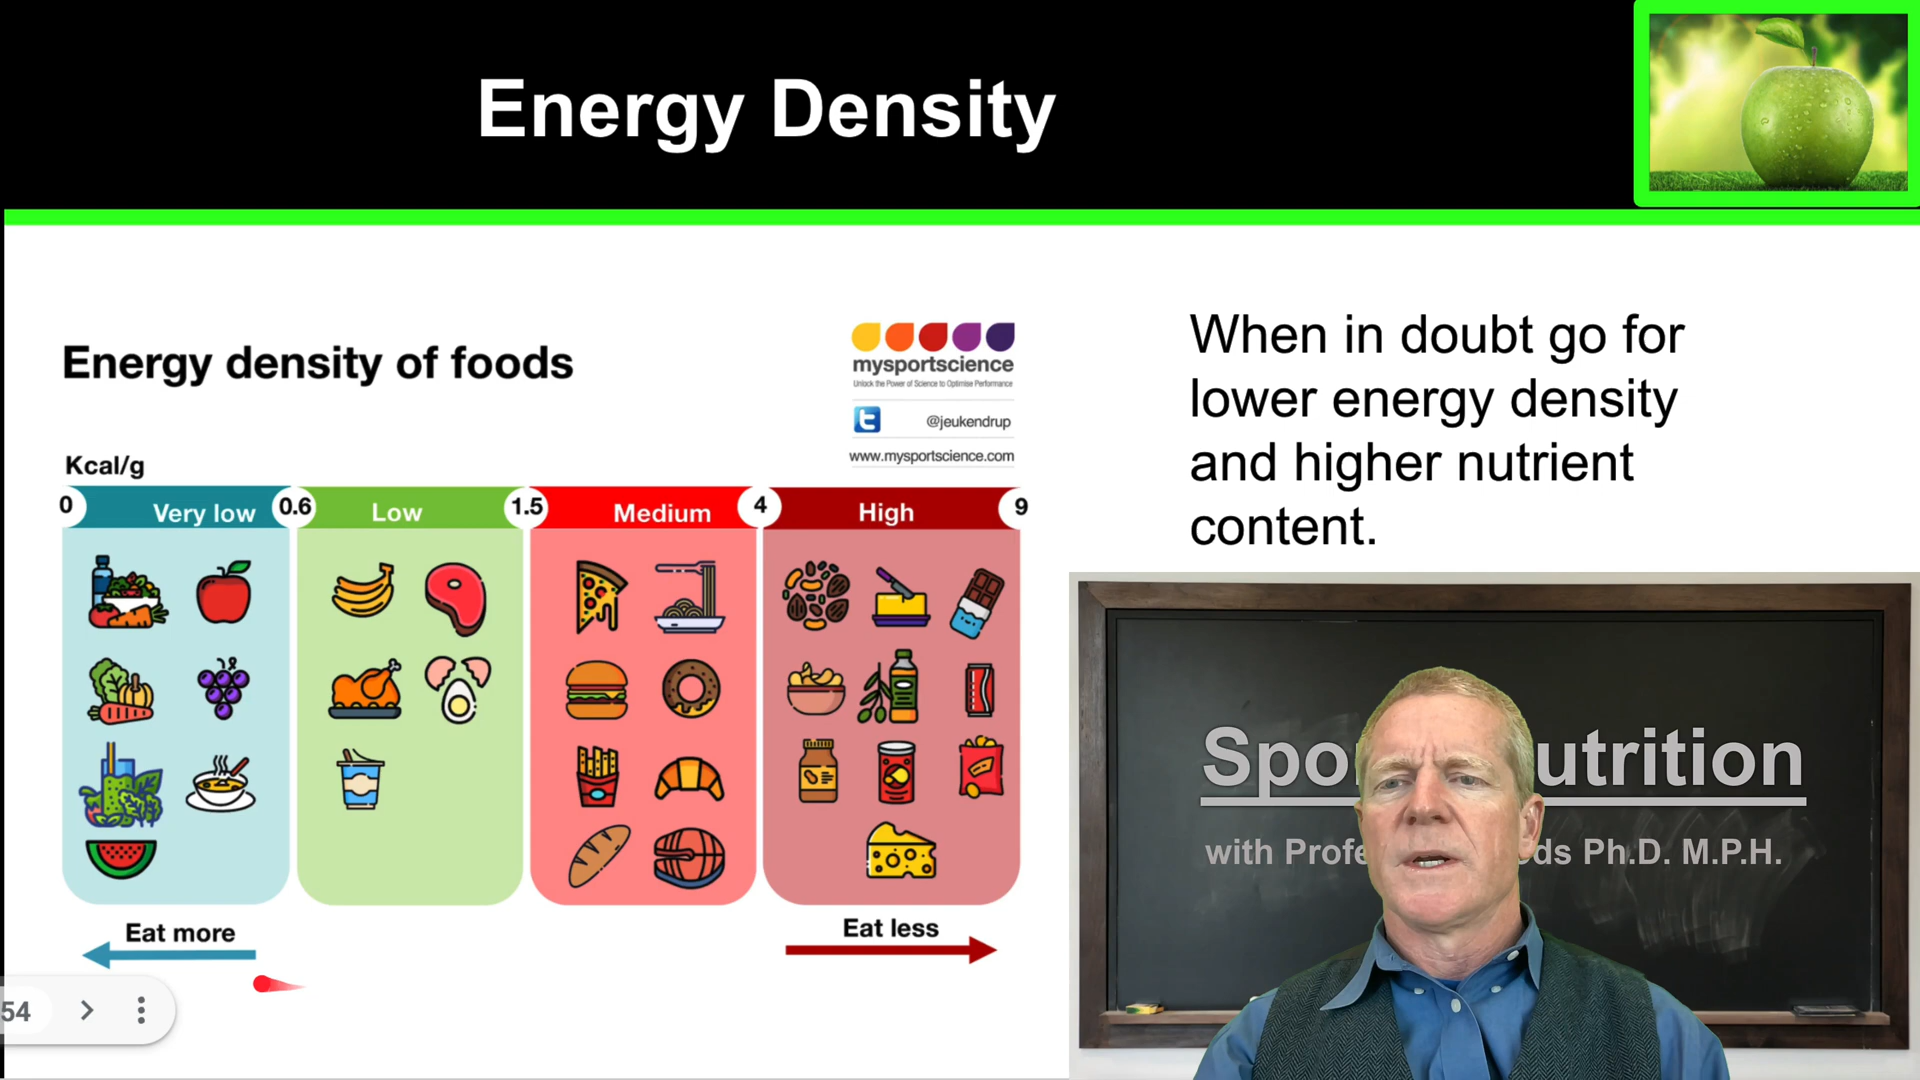 Energy Density
Energy density of foods
mysportscience
Unlock the Power of Science to Optimise Performance
@jeukendrup
www.mysportscience.com
Kcal/g
0 Very low 0.6 Low 1.5 Medium 4 High 9
Eat more
Eat less
When in doubt go for
lower energy density
and higher nutrient
content.
Spo utrition
with Profe ds Ph.D. M.P.H.
54